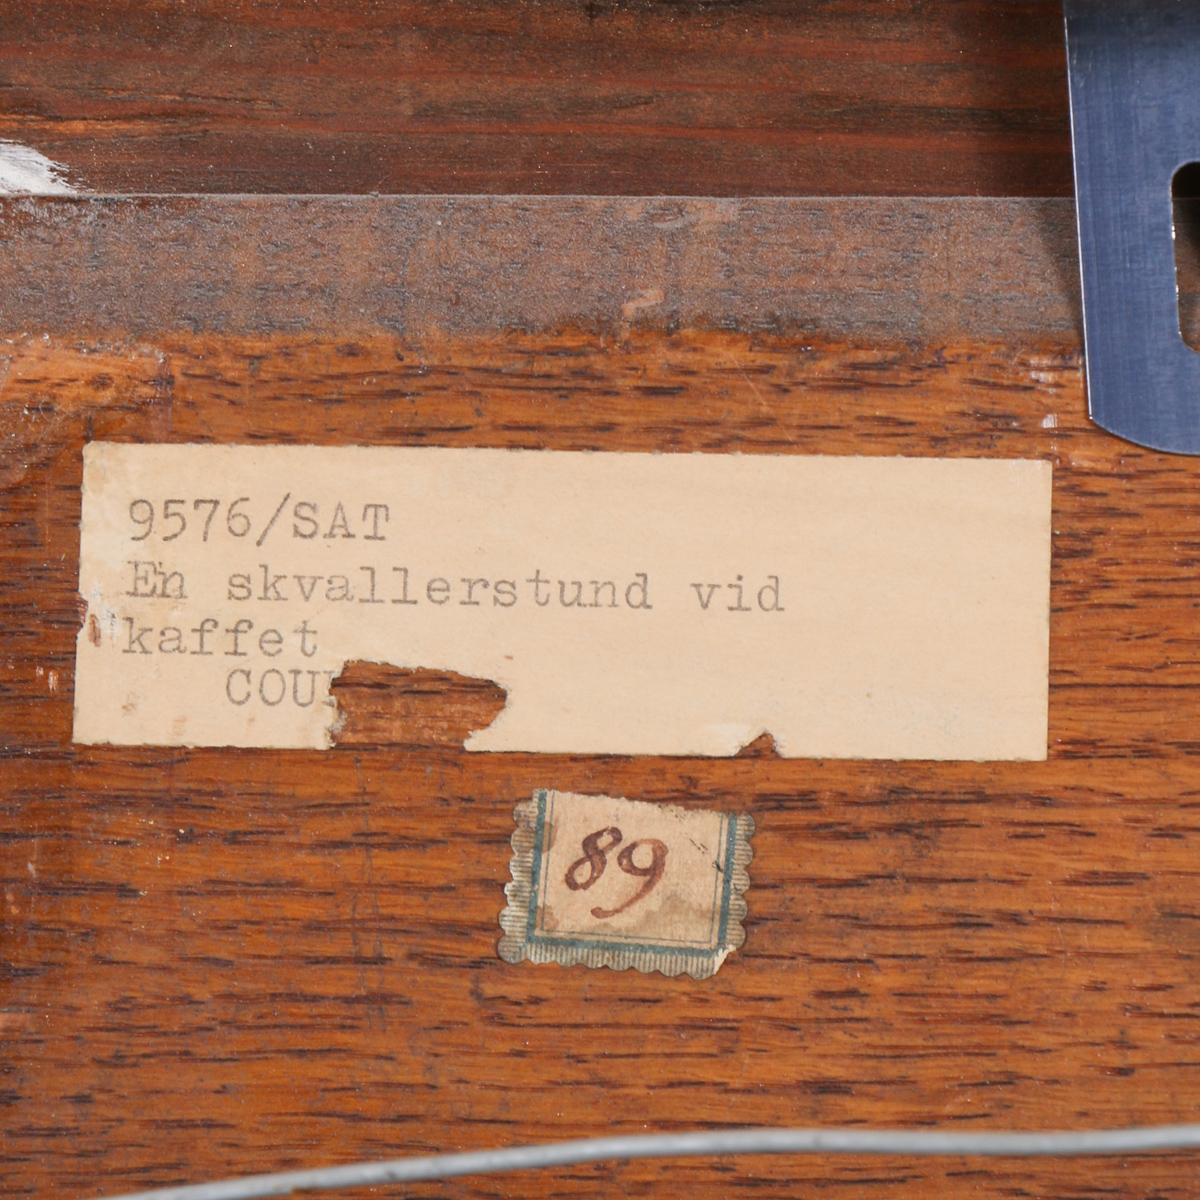 9576/SAT
En skvallerstund vid
kaffet
COU
89